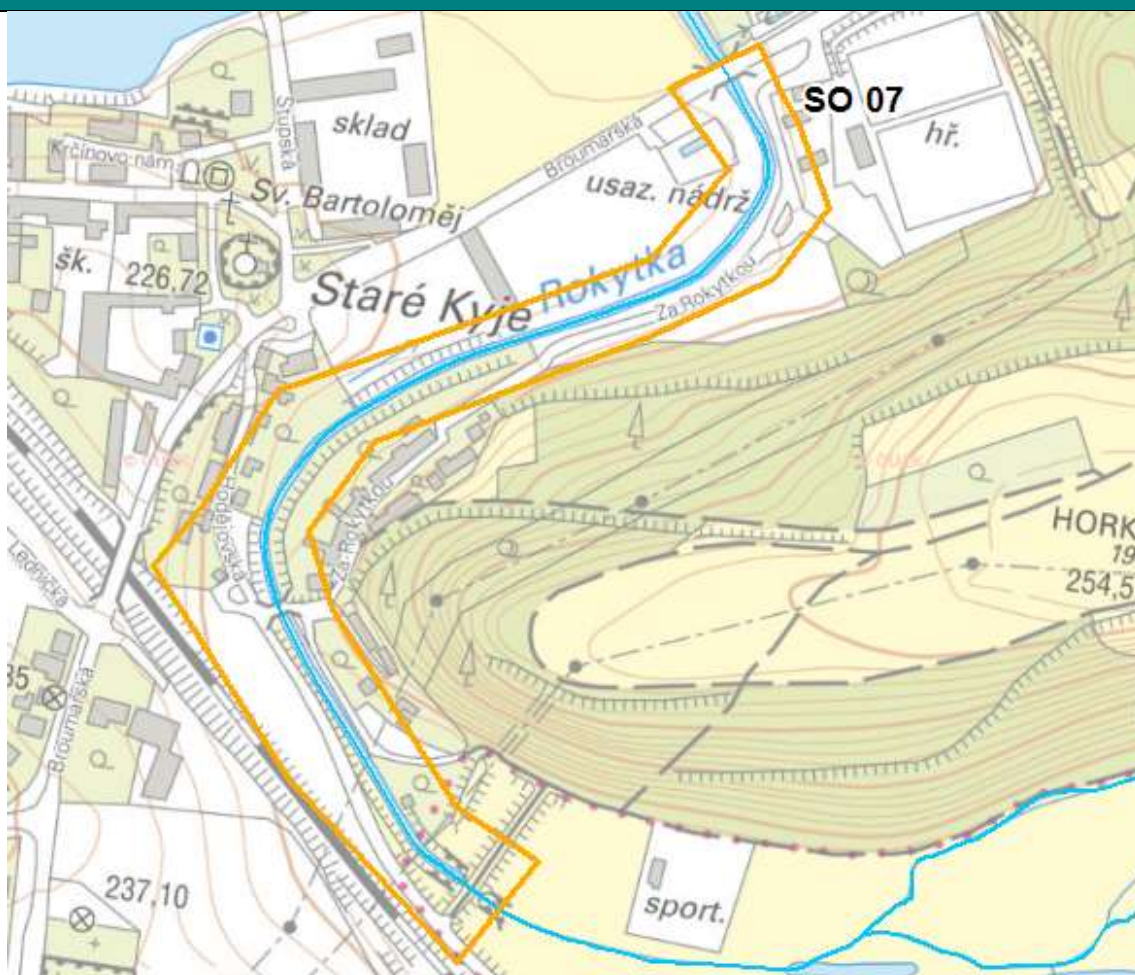 SO 07
Stupská
sklad
hř.
Broumarská
Krčínovo nám.
usaz. nádrž
Sv. Bartoloměj
šk.
226,72
Rokytka
Staré Kyje
Za Rokytkou
Hodějovská
Za Rokytkou
HORK
19
254,5
Lednická
35
Broumarská
237,10
sport.